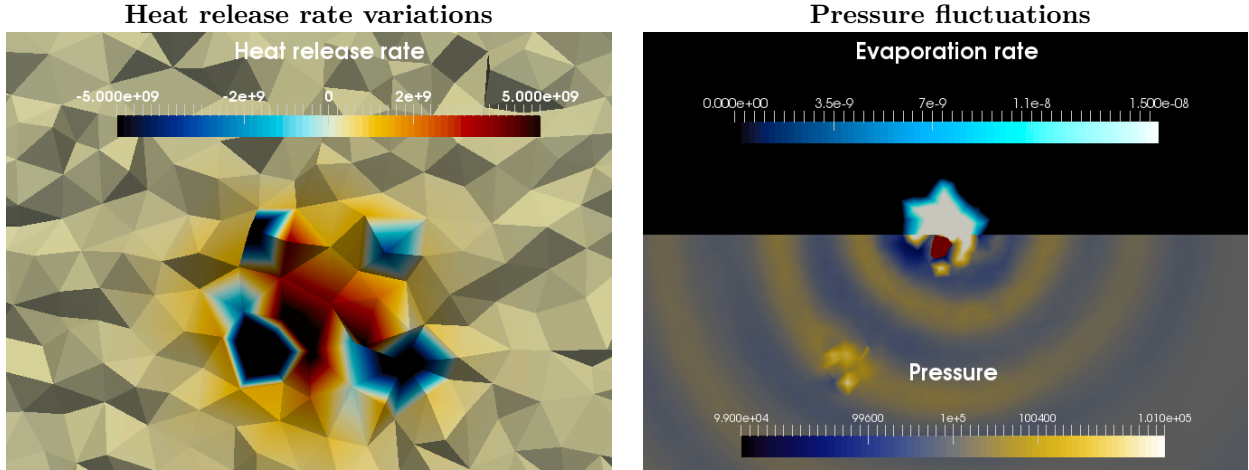 Heat release rate variations
Heat release rate
-5.000e+09 -2e+9 0 2e+9 5.000e+09
Pressure fluctuations
Evaporation rate
0.000e+00 3.5e-9 7e-9 1.1e-8 1.500e-08
Pressure
9.900e+04 99600 1e+5 100400 1.010e+05